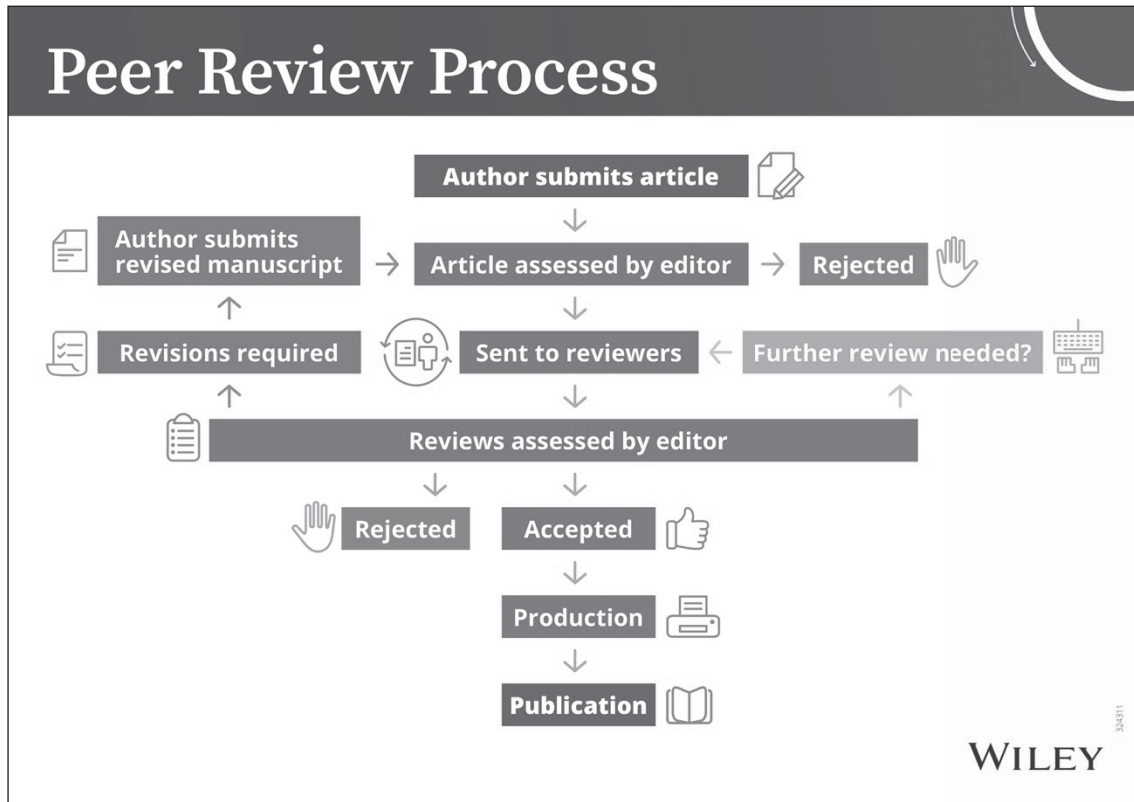 Peer Review Process
Author submits article
Author submits
revised manuscript
Article assessed by editor
Rejected
Revisions required
Sent to reviewers
Further review needed?
Reviews assessed by editor
Rejected
Accepted
Production
Publication
324311
WILEY